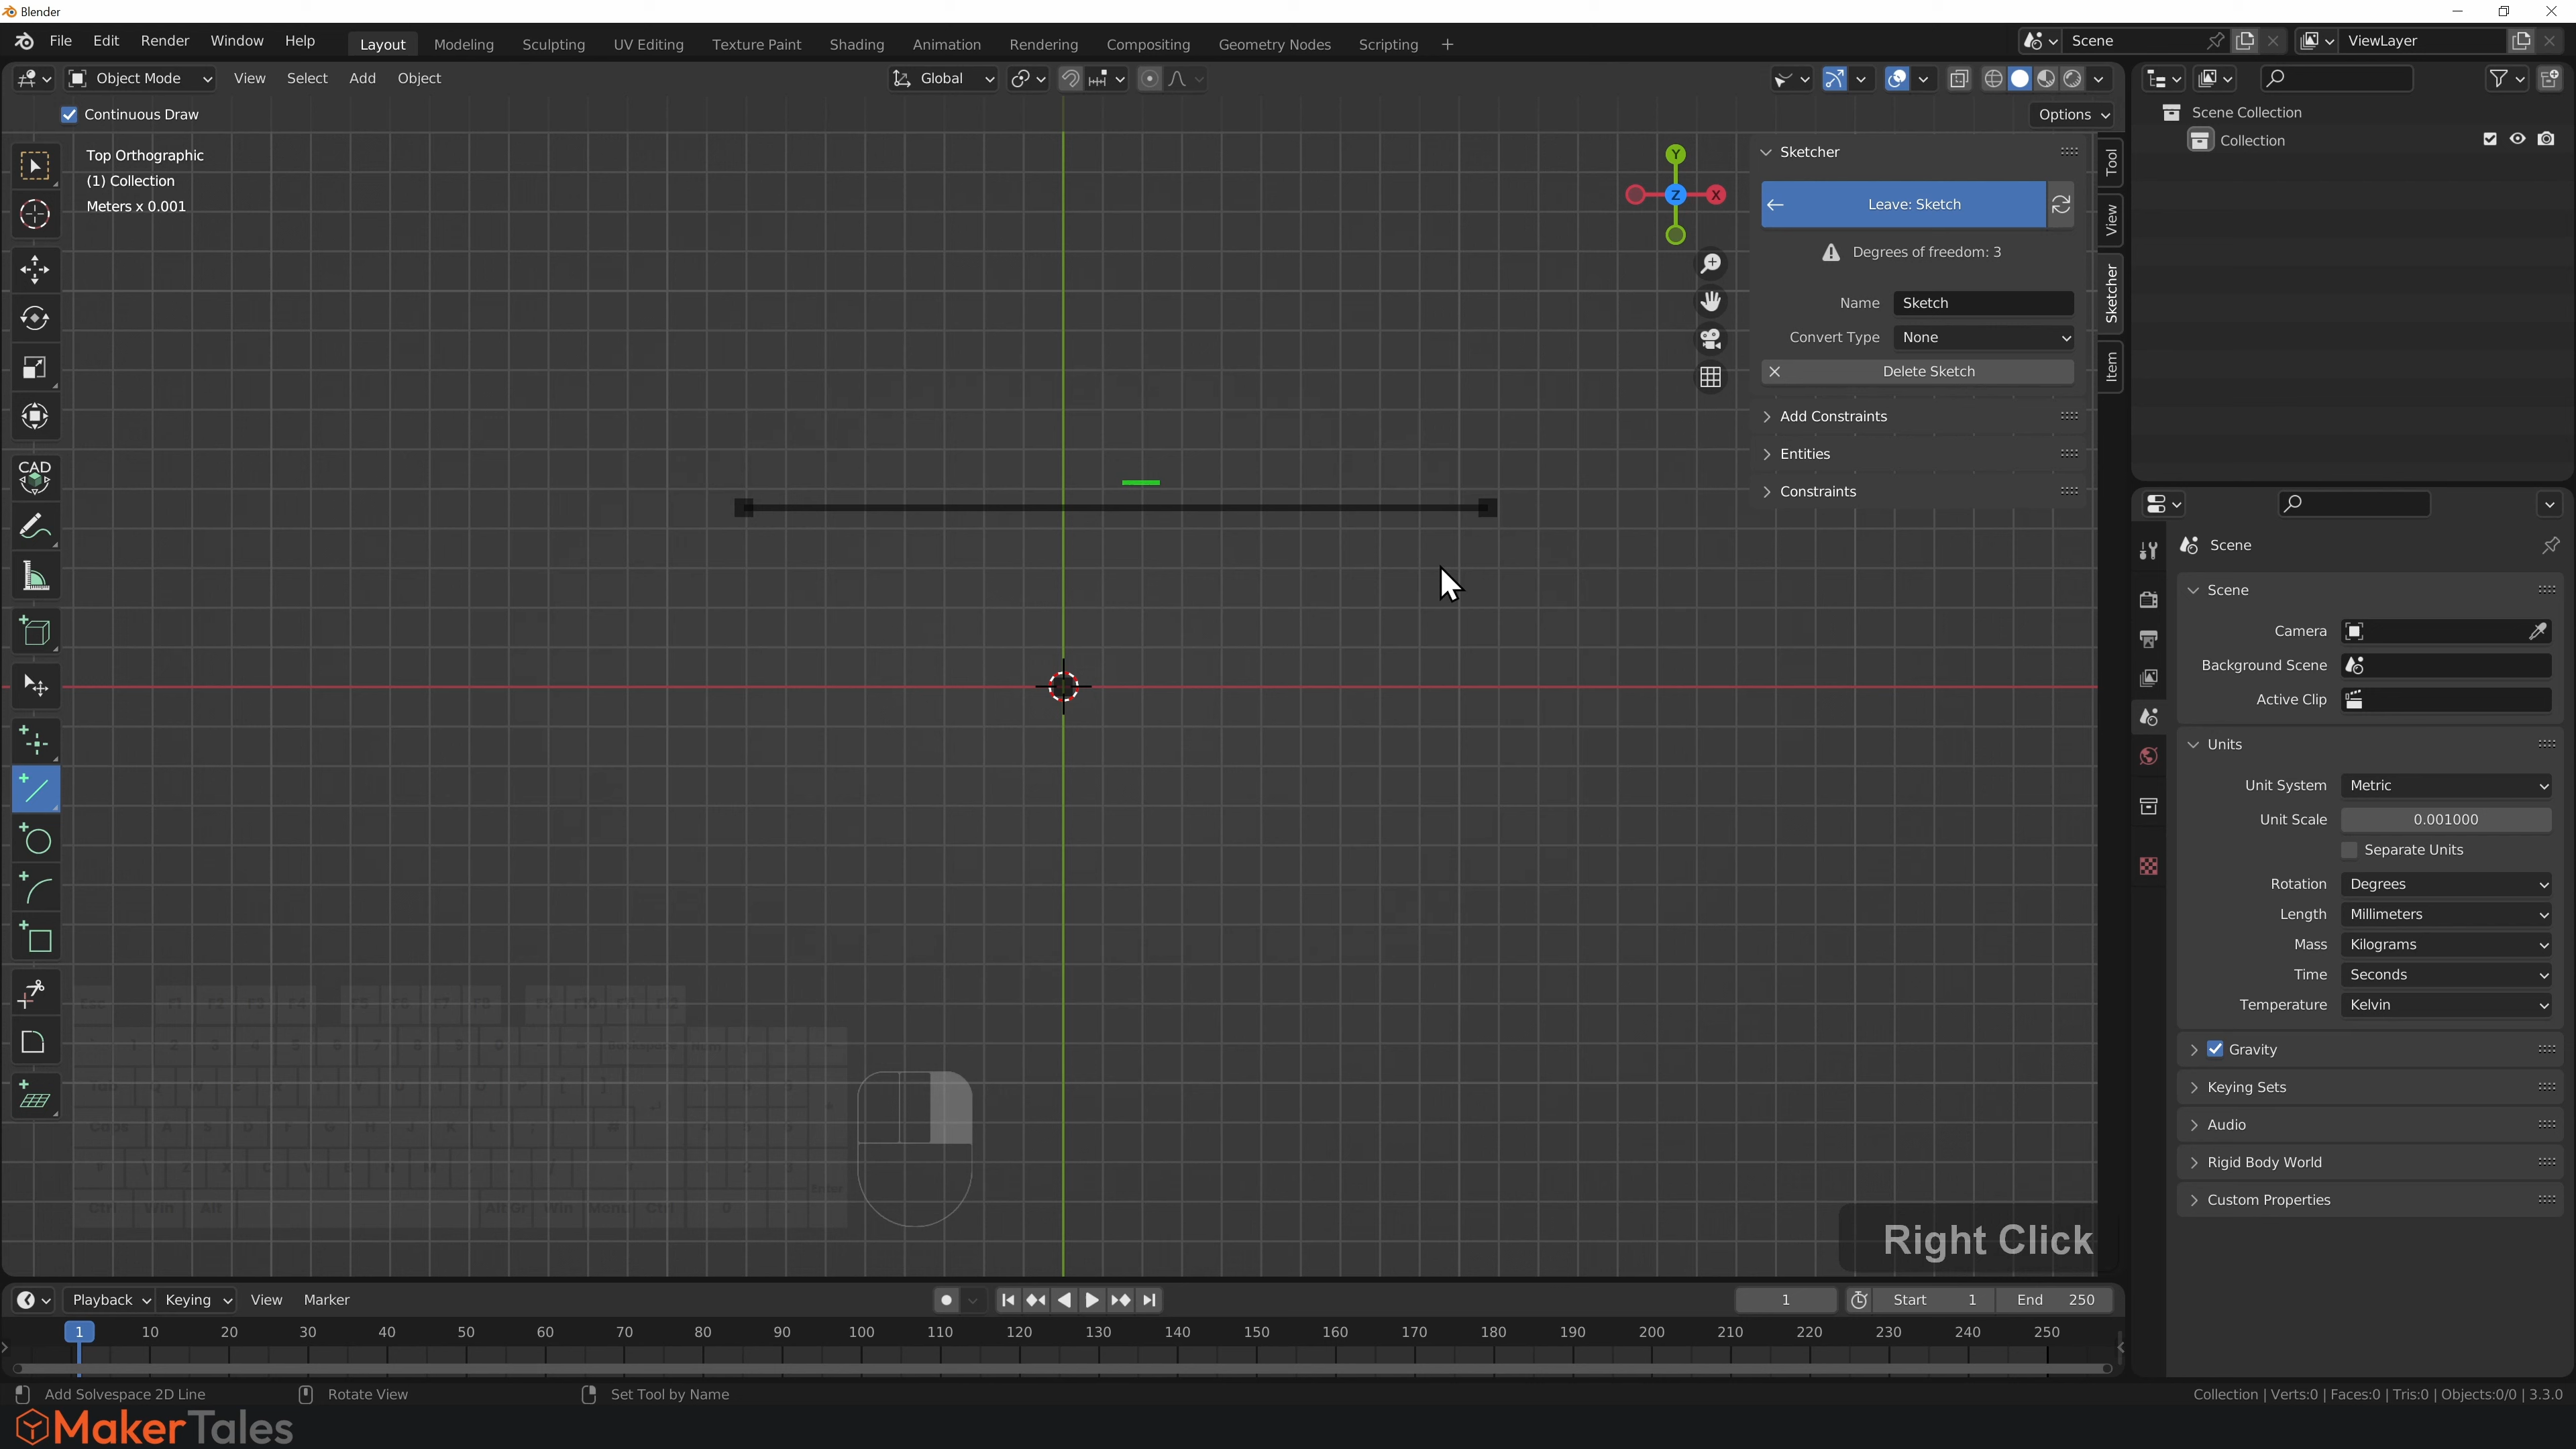 Blender
File Edit Render Window Help Layout Modeling Sculpting UV Editing Texture Paint Shading Animation Rendering Compositing Geometry Nodes Scripting + Scene ViewLayer
Object Mode View Select Add Object Global
Continuous Draw Options
Top Orthographic
(1) Collection
Meters x 0.001
Y
X
Z
Sketcher
Leave: Sketch
Degrees of freedom: 3
Name Sketch
Convert Type None
Delete Sketch
Add Constraints
Entities
Constraints
Tool
View
Sketcher
Item
CAD
Scene Collection
Collection
Scene
Scene
Camera
Background Scene
Active Clip
Units
Unit System Metric
Unit Scale 0.001000
Separate Units
Rotation Degrees
Length Millimeters
Mass Kilograms
Time Seconds
Temperature Kelvin
Gravity
Keying Sets
Audio
Rigid Body World
Custom Properties
Right Click
Playback Keying View Marker 1 Start 1 End 250
1 10 20 30 40 50 60 70 80 90 100 110 120 130 140 150 160 170 180 190 200 210 220 230 240 250
Add Solvespace 2D Line Rotate View Set Tool by Name Collection | Verts:0 | Faces:0 | Tris:0 | Objects:0/0 | 3.3.0
MakerTales